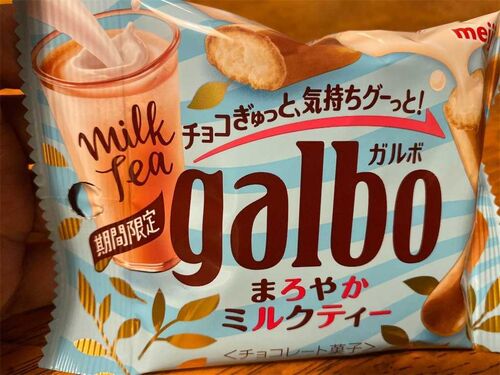 meiji
チョコぎゅっと、気持ちグーっと!
milk
Tea
ガルボ
galbo
期間限定
まろやか
ミルクティー
<チョコレート菓子>